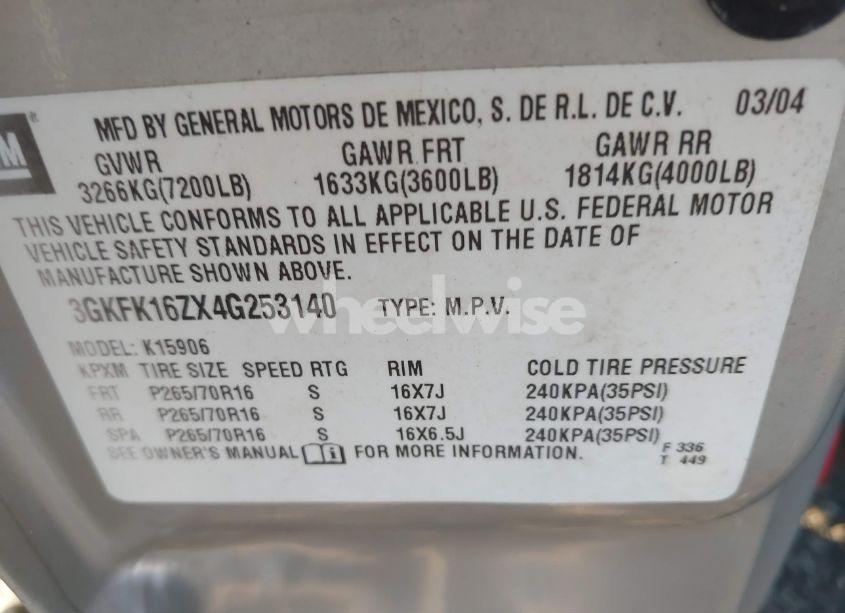 M ®
MFD BY GENERAL MOTORS DE MEXICO, S. DE R.L. DE C.V. 03/04
GVWR GAWR FRT GAWR RR
3266KG(7200LB) 1633KG(3600LB) 1814KG(4000LB)
THIS VEHICLE CONFORMS TO ALL APPLICABLE U.S. FEDERAL MOTOR
VEHICLE SAFETY STANDARDS IN EFFECT ON THE DATE OF
MANUFACTURE SHOWN ABOVE.
3GKFK16ZX4G253140 TYPE: M.P.V.
wheelwise
MODEL: K15906
KPXM TIRE SIZE SPEED RTG RIM COLD TIRE PRESSURE
FRT P265/70R16 S 16X7J 240KPA(35PSI)
RR P265/70R16 S 16X7J 240KPA(35PSI)
SPA P265/70R16 S 16X6.5J 240KPA(35PSI)
SEE OWNER'S MANUAL i FOR MORE INFORMATION. F 336
T 449